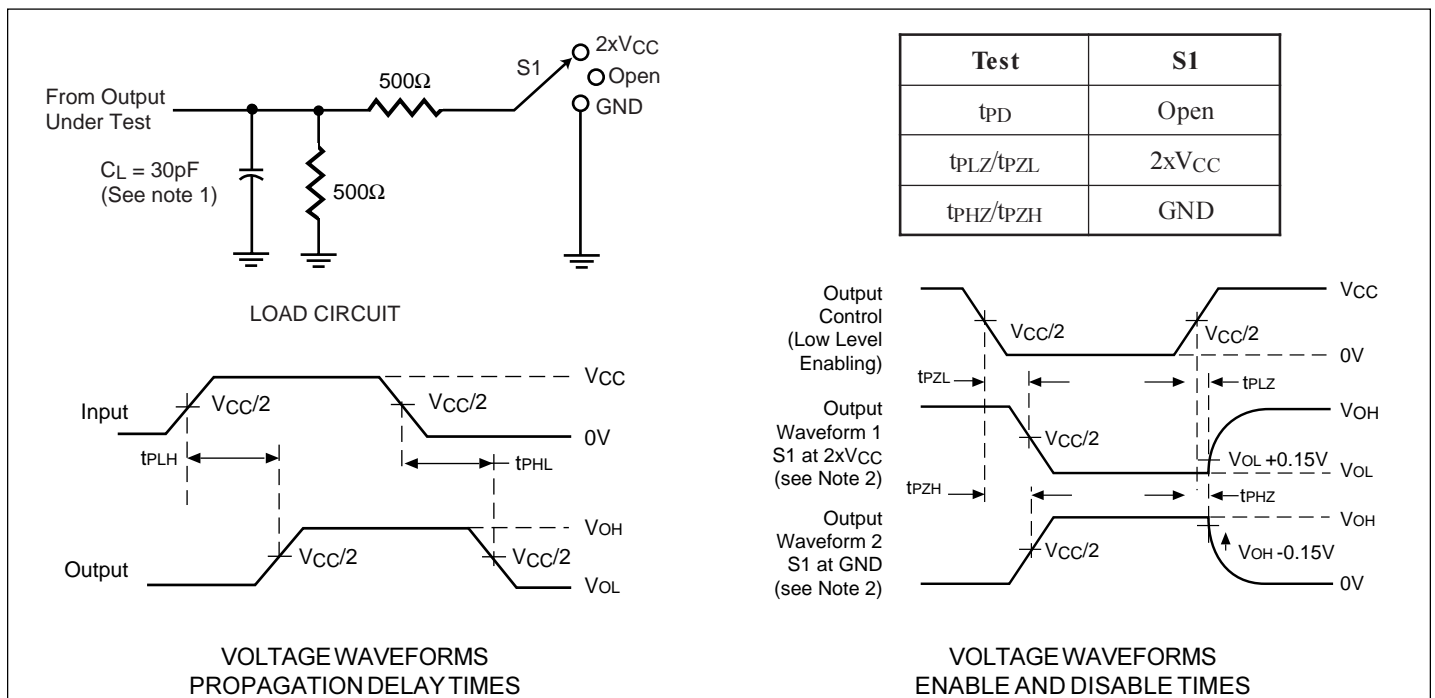 2xVCC
S1
Open
500Ω
GND
From Output
Under Test
CL = 30pF
(See note 1)
500Ω
LOAD CIRCUIT
Test S1
tPD Open
tPLZ/tPZL 2xVCC
tPHZ/tPZH GND
VCC
Input VCC/2 VCC/2
0V
tPLH tPHL
VOH
Output VCC/2 VCC/2
VOL
VOLTAGE WAVEFORMS
PROPAGATION DELAY TIMES
Output
Control
(Low Level
Enabling)
VCC
VCC/2 VCC/2
0V
tPZL tPLZ
Output
Waveform 1
S1 at 2xVCC
(see Note 2)
VOH
VCC/2
VOL +0.15V
VOL
tPZH tPHZ
Output
Waveform 2
S1 at GND
(see Note 2)
VOH
VCC/2
VOH -0.15V
0V
VOLTAGE WAVEFORMS
ENABLE AND DISABLE TIMES